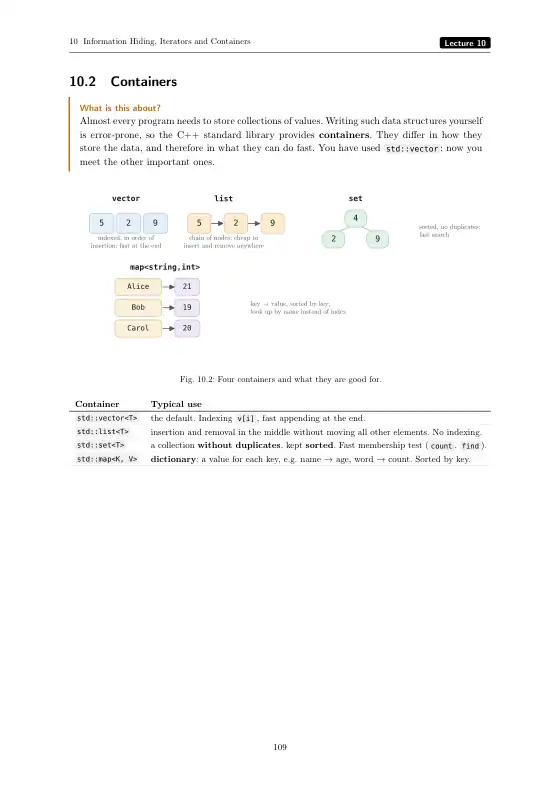 10 Information Hiding, Iterators and Containers
Lecture 10
10.2 Containers
What is this about?
Almost every program needs to store collections of values. Writing such data structures yourself
is error-prone, so the C++ standard library provides containers. They differ in how they
store the data, and therefore in what they can do fast. You have used std::vector; now you
meet the other important ones.
vector
5 2 9
indexed, in order of
insertion; fast at the end
list
5 2 9
chain of nodes: cheap to
insert and remove anywhere
set
4
2 9
sorted, no duplicates;
fast search
map<string,int>
Alice 21
Bob 19
Carol 20
key → value, sorted by key;
look up by name instead of index
Fig. 10.2: Four containers and what they are good for.
Container Typical use
std::vector<T> the default. Indexing v[i], fast appending at the end.
std::list<T> insertion and removal in the middle without moving all other elements. No indexing.
std::set<T> a collection without duplicates, kept sorted. Fast membership test (count, find).
std::map<K, V> dictionary: a value for each key, e.g. name → age, word → count. Sorted by key.
109